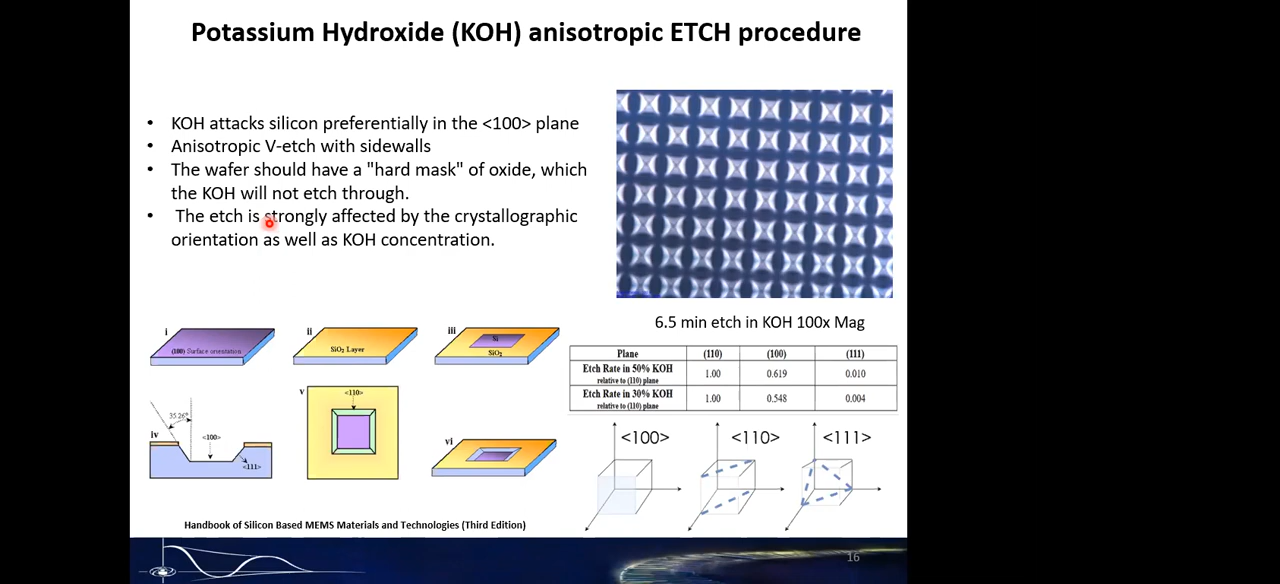 Potassium Hydroxide (KOH) anisotropic ETCH procedure
• KOH attacks silicon preferentially in the <100> plane
• Anisotropic V-etch with sidewalls
• The wafer should have a "hard mask" of oxide, which
the KOH will not etch through.
• The etch is strongly affected by the crystallographic
orientation as well as KOH concentration.
6.5 min etch in KOH 100x Mag
i
(100) Surface orientation
ii
SiO₂ Layer
iii
Si
SiO₂
iv
35.26°
<100>
<111>
v
<110>
vi
Plane (110) (100) (111)
Etch Rate in 50% KOH
relative to (110) plane
1.00 0.619 0.010
Etch Rate in 30% KOH
relative to (110) plane
1.00 0.548 0.004
<100> <110> <111>
Handbook of Silicon Based MEMS Materials and Technologies (Third Edition)
16